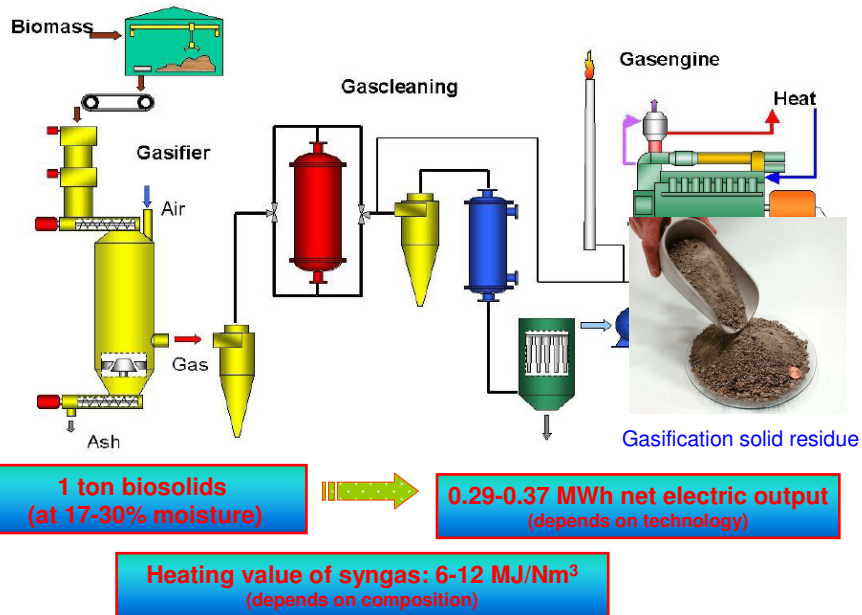 Biomass
Gascleaning
Gasengine
Heat
Gasifier
Air
Gas
Ash
Gasification solid residue
1 ton biosolids
(at 17-30% moisture)
0.29-0.37 MWh net electric output
(depends on technology)
Heating value of syngas: 6-12 MJ/Nm³
(depends on composition)